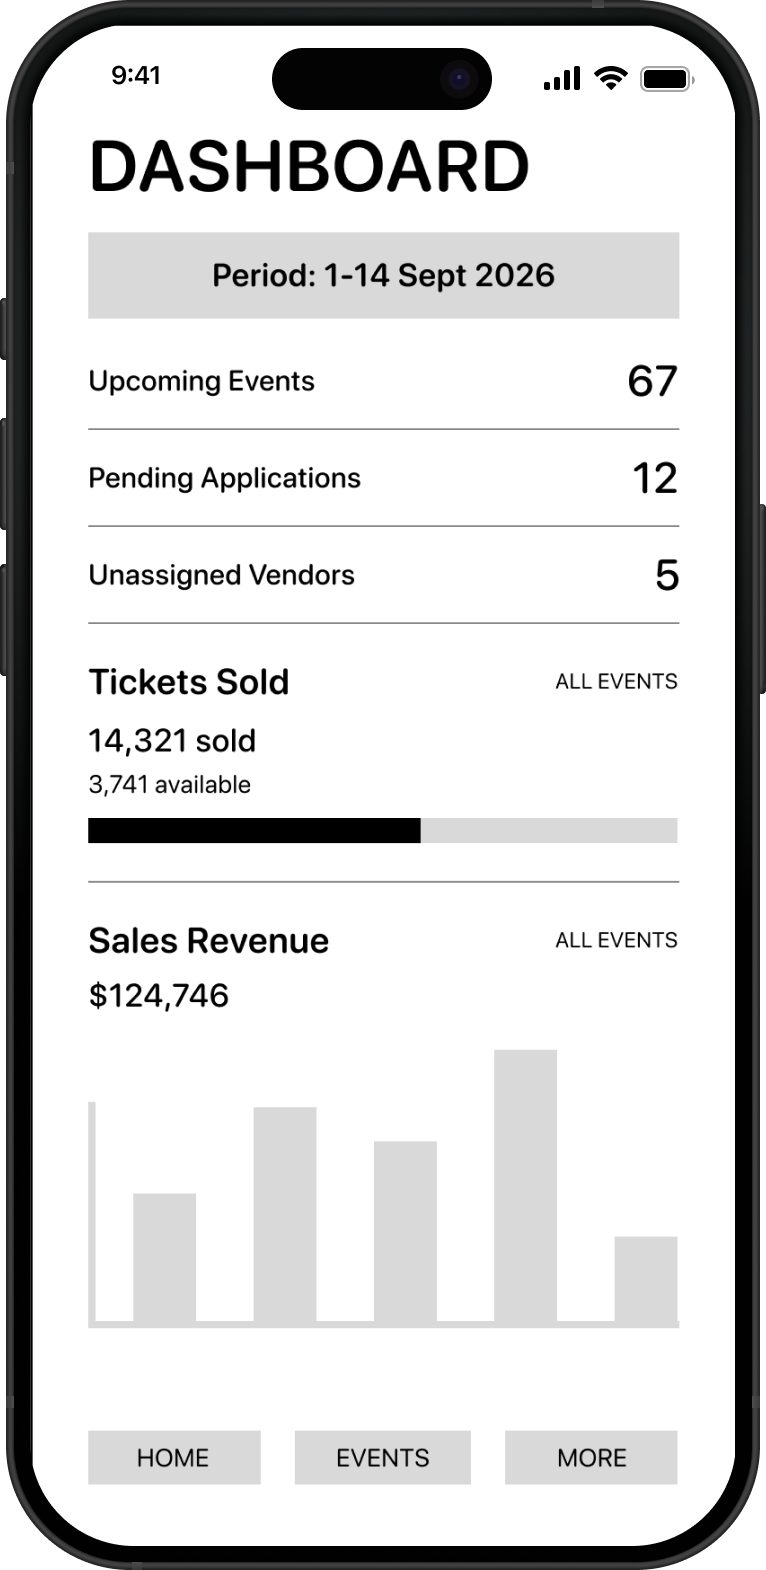 9:41
DASHBOARD
Period: 1-14 Sept 2026
Upcoming Events 67
Pending Applications 12
Unassigned Vendors 5
Tickets Sold ALL EVENTS
14,321 sold
3,741 available
Sales Revenue ALL EVENTS
$124,746
HOME EVENTS MORE